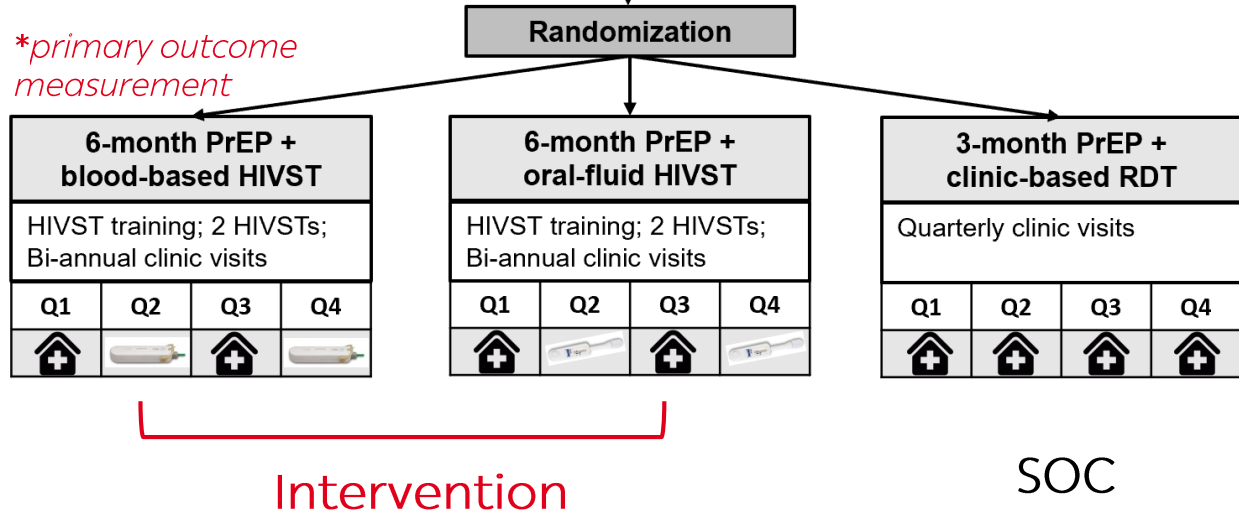 Randomization
*primary outcome
measurement
6-month PrEP +
blood-based HIVST
HIVST training; 2 HIVSTs;
Bi-annual clinic visits
Q1 Q2 Q3 Q4
6-month PrEP +
oral-fluid HIVST
HIVST training; 2 HIVSTs;
Bi-annual clinic visits
Q1 Q2 Q3 Q4
3-month PrEP +
clinic-based RDT
Quarterly clinic visits
Q1 Q2 Q3 Q4
Intervention
SOC